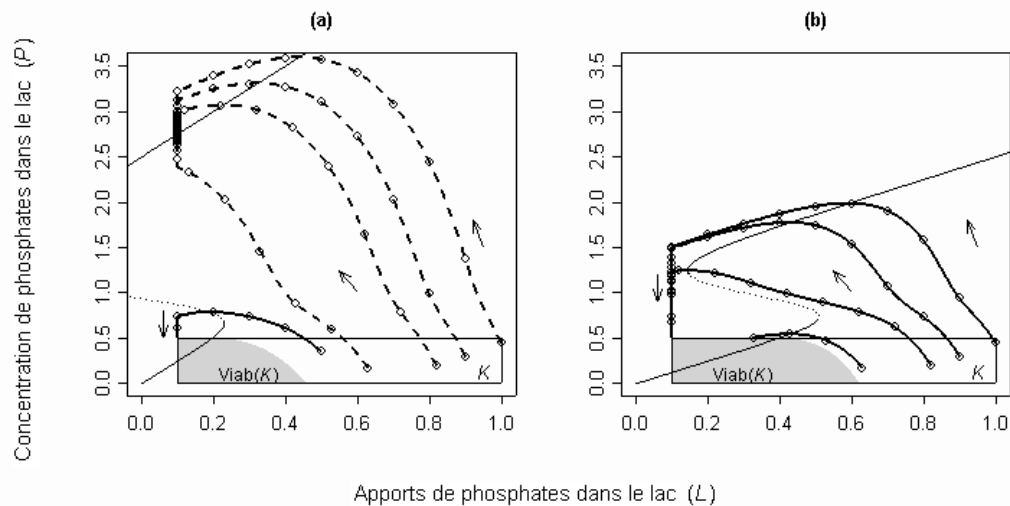 (a)
(b)
Concentration de phosphates dans le lac (P)
3.5
3.0
2.5
2.0
1.5
1.0
0.5
0.0
Viab(K)
K
0.0 0.2 0.4 0.6 0.8 1.0
3.5
3.0
2.5
2.0
1.5
1.0
0.5
0.0
Viab(K)
K
0.0 0.2 0.4 0.6 0.8 1.0
Apports de phosphates dans le lac (L)